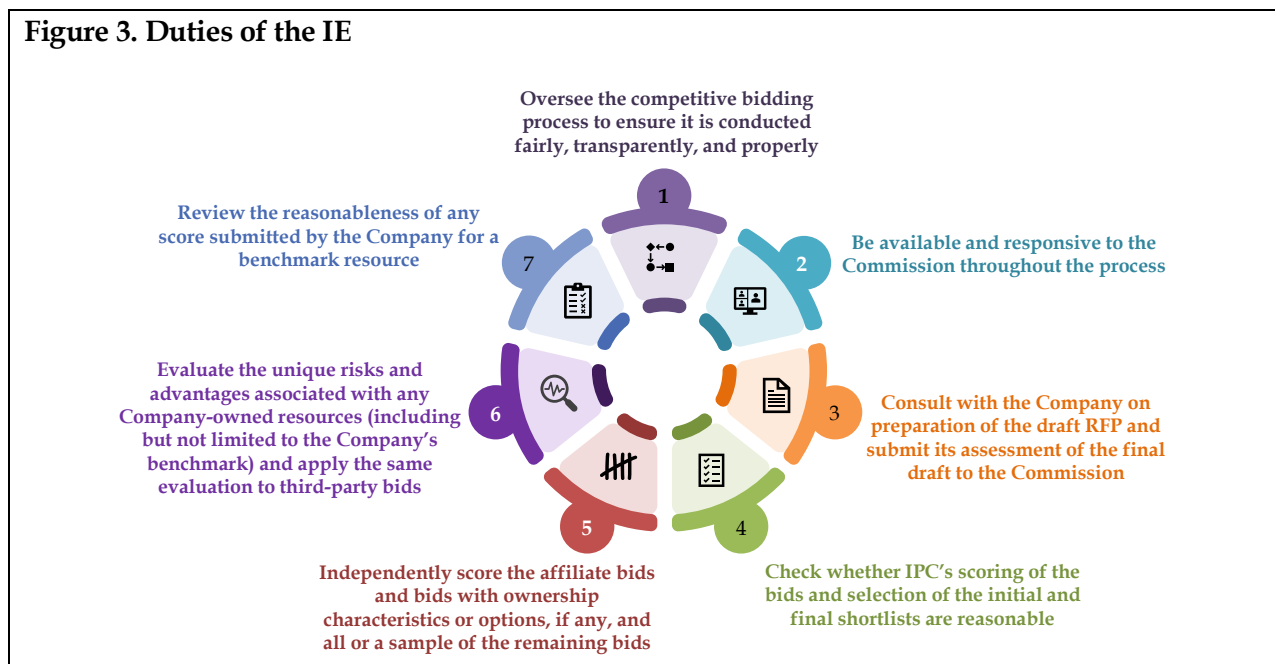 Figure 3. Duties of the IE
Oversee the competitive bidding
process to ensure it is conducted
fairly, transparently, and properly
1
Be available and responsive to the
Commission throughout the process
2
Consult with the Company on
preparation of the draft RFP and
submit its assessment of the final
draft to the Commission
3
Check whether IPC's scoring of the
bids and selection of the initial and
final shortlists are reasonable
4
Independently score the affiliate bids
and bids with ownership
characteristics or options, if any, and
all or a sample of the remaining bids
5
Evaluate the unique risks and
advantages associated with any
Company-owned resources (including
but not limited to the Company's
benchmark) and apply the same
evaluation to third-party bids
6
Review the reasonableness of any
score submitted by the Company for a
benchmark resource
7